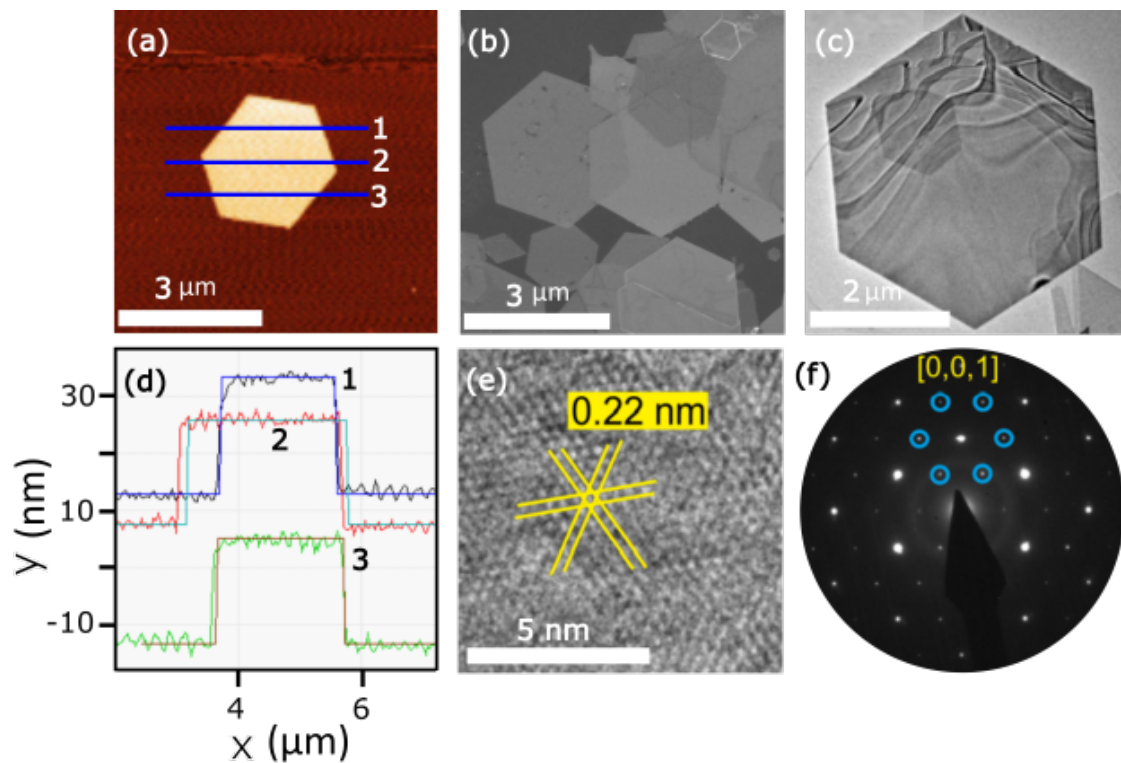 (a)
1
2
3
3 μm
(b)
3 μm
(c)
2 μm
(d)
1
2
3
30
10
-10
y (nm)
4
6
x (μm)
(e)
0.22 nm
5 nm
(f)
[0,0,1]